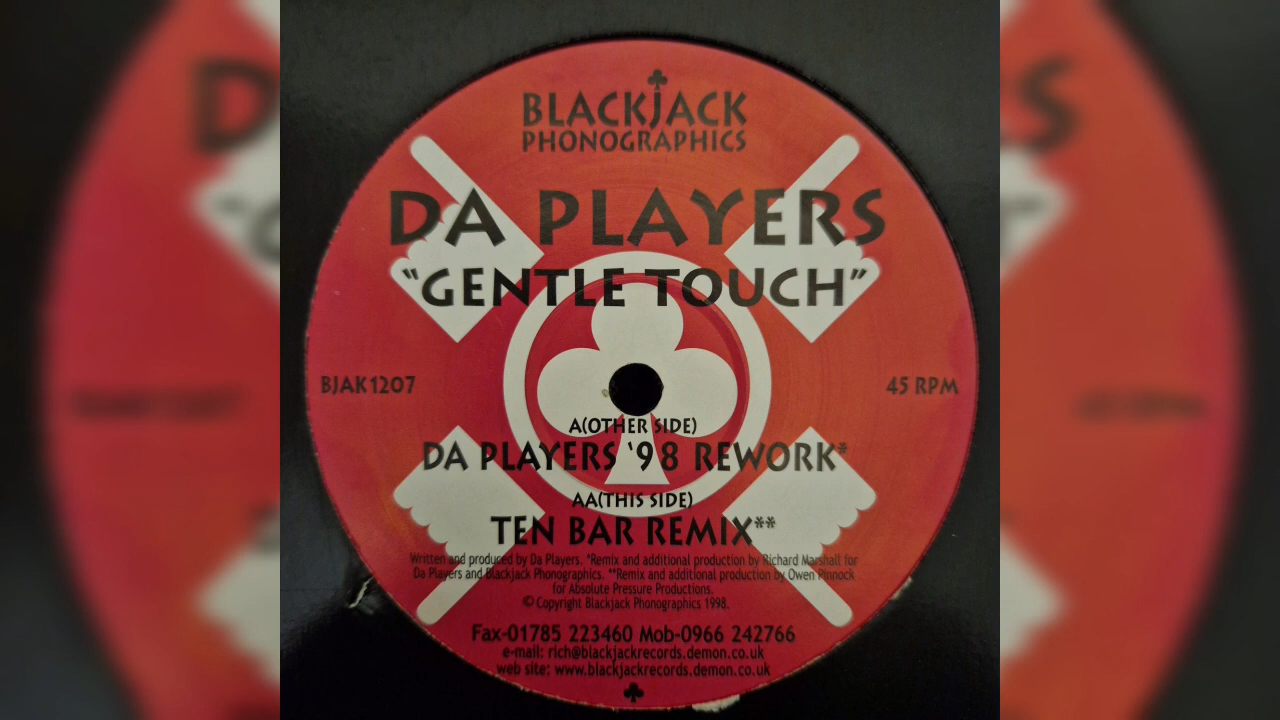 BLACKJACK
PHONOGRAPHICS
DA PLAYERS
"GENTLE TOUCH"
BJAK1207
45 RPM
A(OTHER SIDE)
DA PLAYERS '98 REWORK*
AA(THIS SIDE)
TEN BAR REMIX**
Written and produced by Da Players. *Remix and additional production by Richard Marshall for
Da Players and Blackjack Phonographics. **Remix and additional production by Owen Pinnock
for Absolute Pressure Productions.
© Copyright Blackjack Phonographics 1998.
Fax-01785 223460 Mob-0966 242766
e-mail: rich@blackjackrecords.demon.co.uk
web site: www.blackjackrecords.demon.co.uk